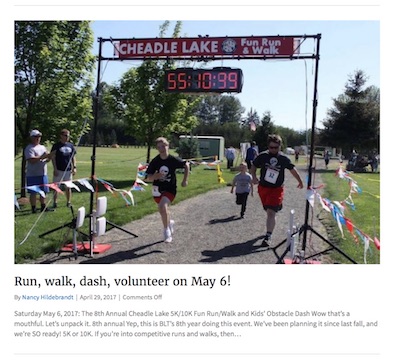 CHEADLE LAKE Fun Run & Walk
55:10:39
Run, walk, dash, volunteer on May 6!
By Nancy Hildebrandt | April 29, 2017 | Comments Off
Saturday May 6, 2017: The 8th Annual Cheadle Lake 5K/10K Fun Run/Walk and Kids' Obstacle Dash Wow that's a
mouthful. Let's unpack it. 8th annual Yep, this is BLT's 8th year doing this event. We've been planning it since last fall, and
we're SO ready! 5K or 10K. If you're into competitive runs and walks, then…